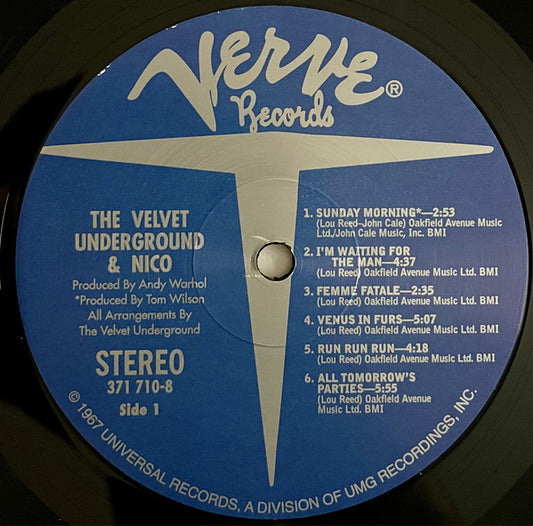 Verve®
Records
THE VELVET
UNDERGROUND
& NICO
Produced By Andy Warhol
*Produced By Tom Wilson
All Arrangements By
The Velvet Underground
STEREO
371 710-8
Side 1
1. SUNDAY MORNING*—2:53
(Lou Reed–John Cale) Oakfield Avenue Music
Ltd./John Cale Music, Inc. BMI
2. I'M WAITING FOR
THE MAN—4:37
(Lou Reed) Oakfield Avenue Music Ltd. BMI
3. FEMME FATALE—2:35
(Lou Reed) Oakfield Avenue Music Ltd. BMI
4. VENUS IN FURS—5:07
(Lou Reed) Oakfield Avenue Music Ltd. BMI
5. RUN RUN RUN—4:18
(Lou Reed) Oakfield Avenue Music Ltd. BMI
6. ALL TOMORROW'S
PARTIES—5:55
(Lou Reed) Oakfield Avenue
Music Ltd. BMI
℗ 1967 UNIVERSAL RECORDS, A DIVISION OF UMG RECORDINGS, INC.